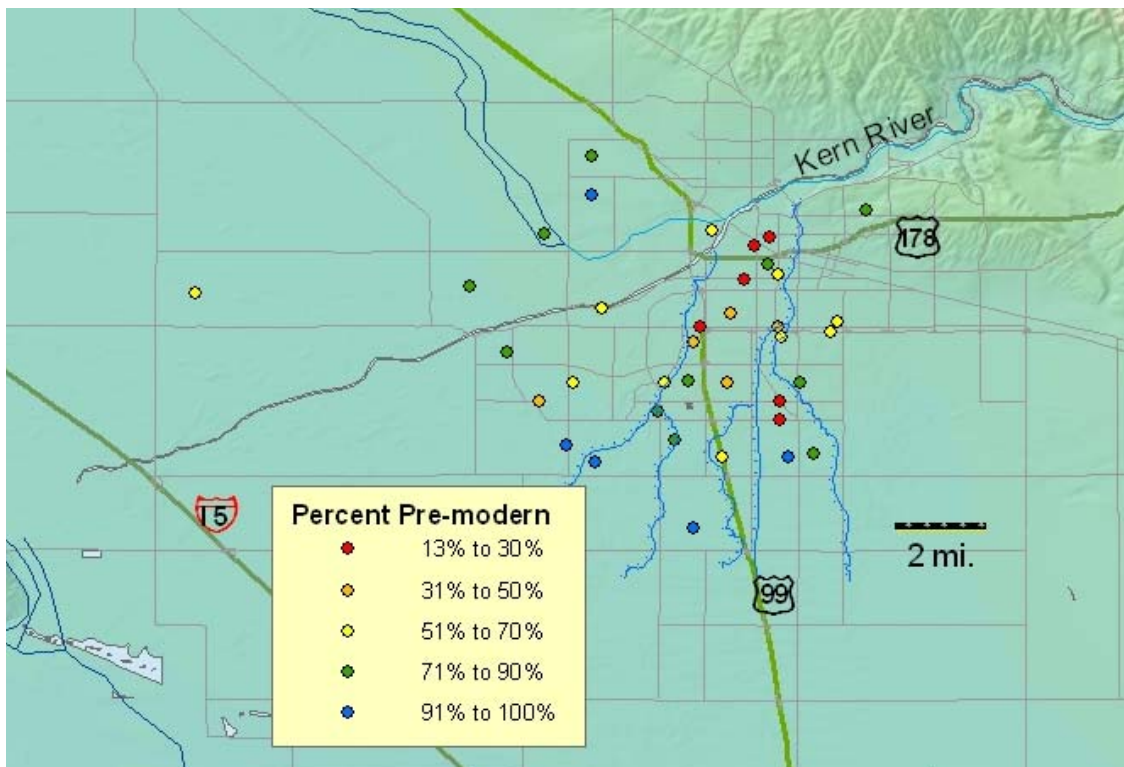 Kern River
178
15
Percent Pre-modern
13% to 30%
31% to 50%
51% to 70%
71% to 90%
91% to 100%
2 mi.
99